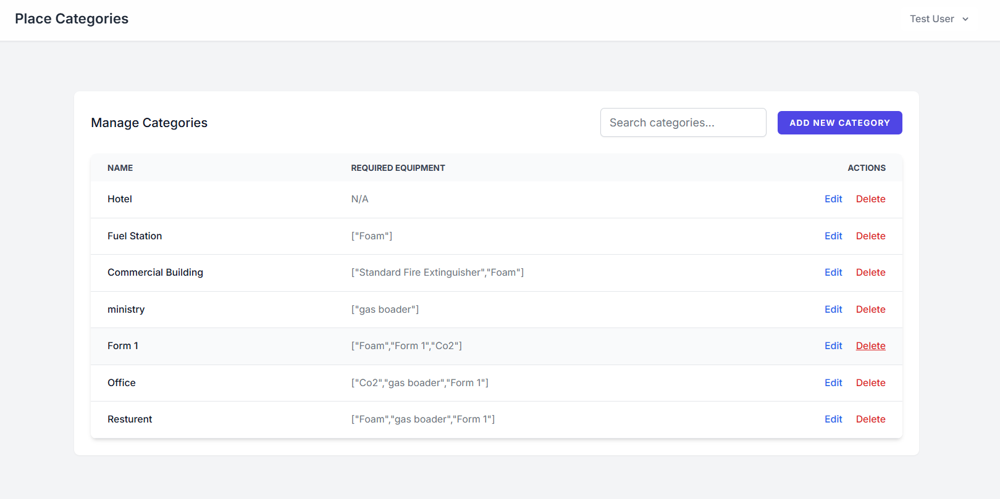 Place Categories
Test User
Manage Categories
Search categories...
ADD NEW CATEGORY
NAME REQUIRED EQUIPMENT ACTIONS
Hotel N/A Edit Delete
Fuel Station ["Foam"] Edit Delete
Commercial Building ["Standard Fire Extinguisher","Foam"] Edit Delete
ministry ["gas boader"] Edit Delete
Form 1 ["Foam","Form 1","Co2"] Edit Delete
Office ["Co2","gas boader","Form 1"] Edit Delete
Resturent ["Foam","gas boader","Form 1"] Edit Delete